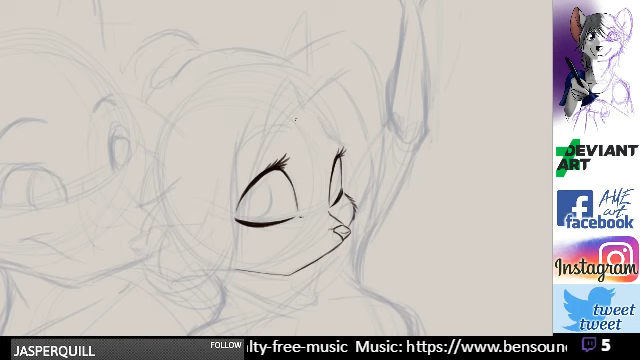 DEVIANT
ART
AHE
art
facebook
Instagram
tweet
tweet
JASPERQUILL
FOLLOW
lty-free-music Music: https://www.bensoun
5